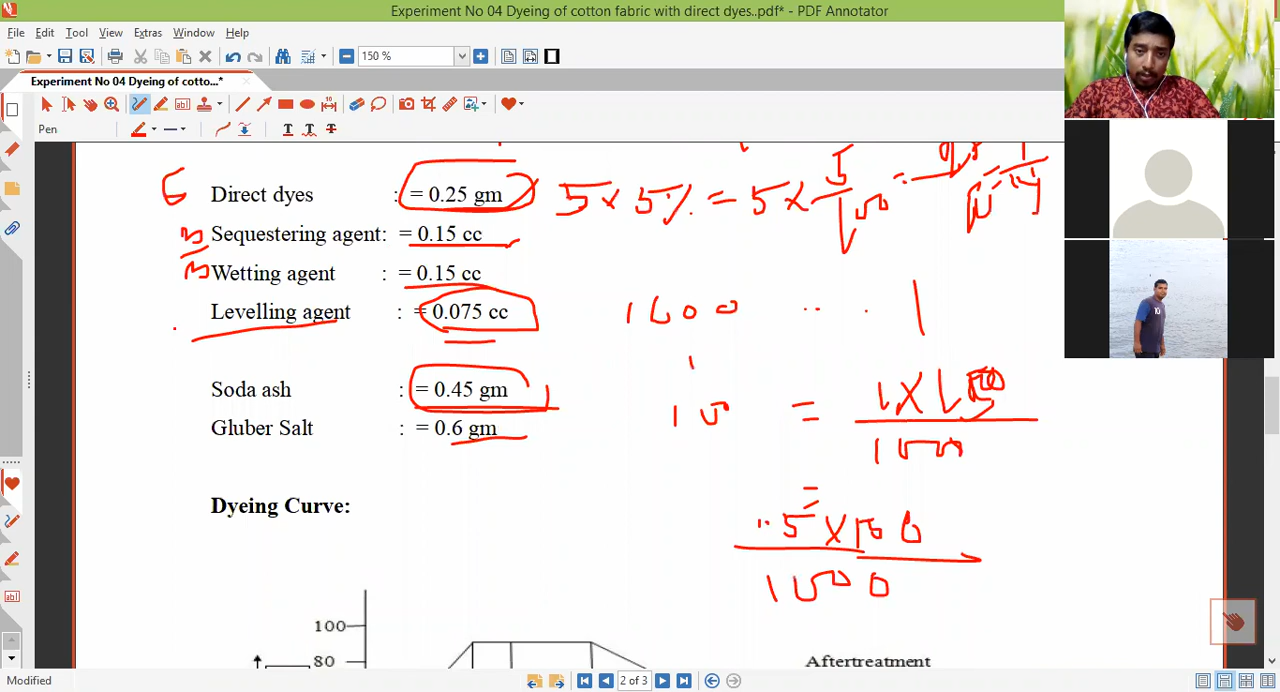 Experiment No 04 Dyeing of cotton fabric with direct dyes..pdf* - PDF Annotator
File Edit Tool View Extras Window Help
150 %
Experiment No 04 Dyeing of cotto...*
Pen
Direct dyes : = 0.25 gm 5 × 5% = 5 ×
Sequestering agent: = 0.15 cc
Wetting agent : = 0.15 cc
Levelling agent : = 0.075 cc
Soda ash : = 0.45 gm
Gluber Salt : = 0.6 gm
Dyeing Curve:
100
80
Aftertreatment
Modified
2 of 3